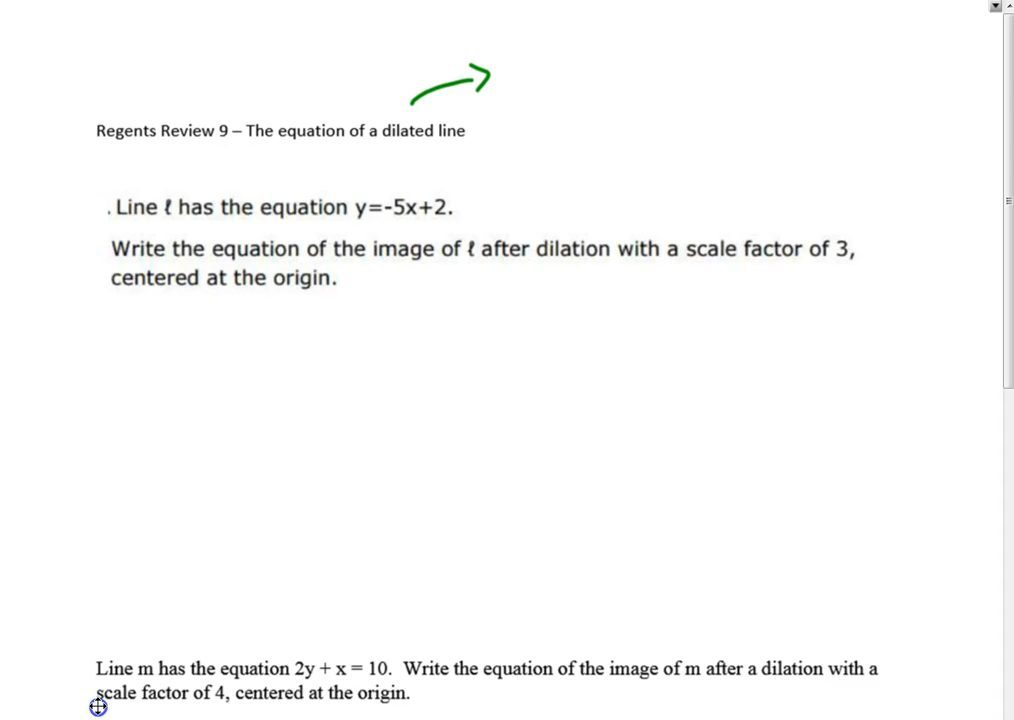 Regents Review 9 – The equation of a dilated line
. Line ℓ has the equation y=-5x+2.
Write the equation of the image of ℓ after dilation with a scale factor of 3,
centered at the origin.
Line m has the equation 2y + x = 10.  Write the equation of the image of m after a dilation with a
scale factor of 4, centered at the origin.